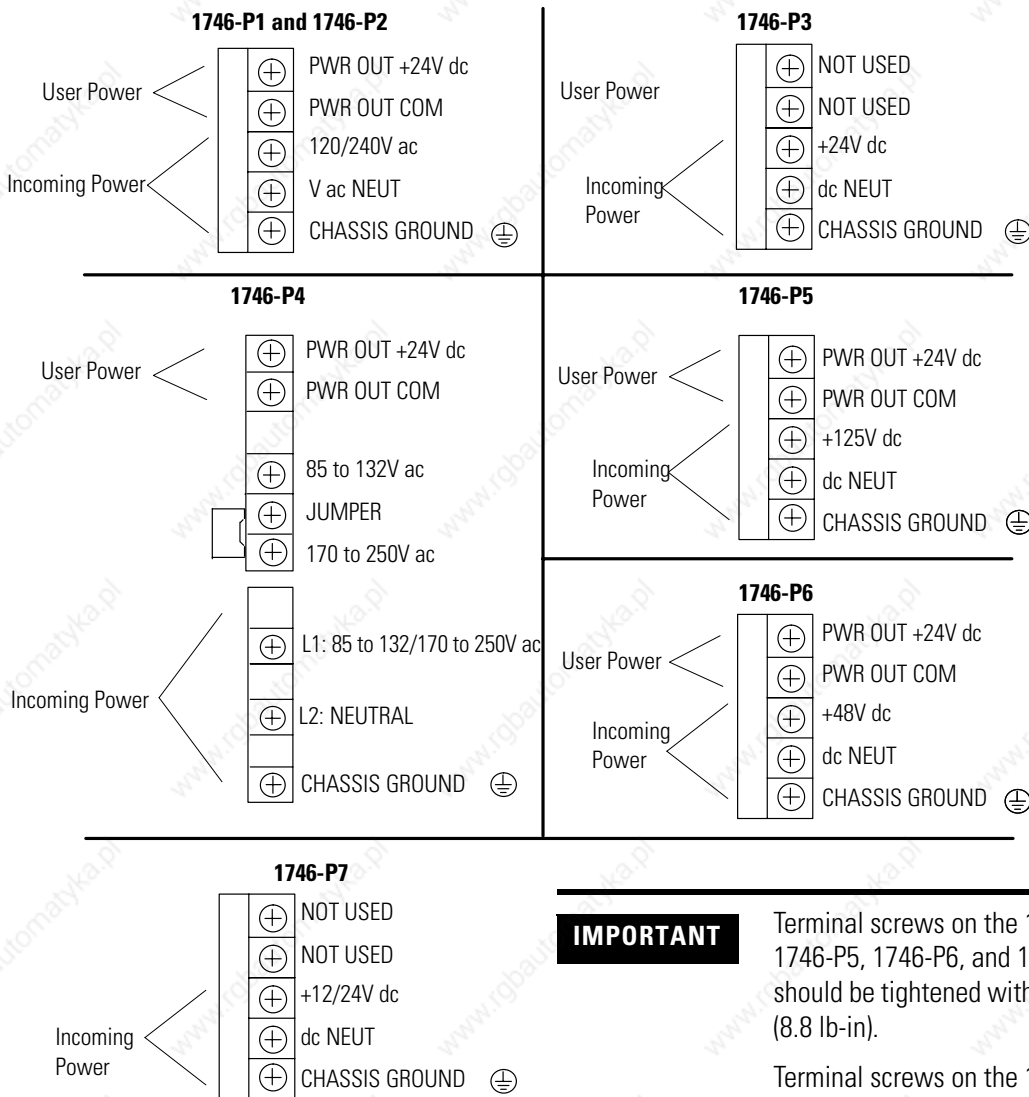 1746-P1 and 1746-P2
User Power
Incoming Power
PWR OUT +24V dc
PWR OUT COM
120/240V ac
V ac NEUT
CHASSIS GROUND
1746-P3
User Power
Incoming
Power
NOT USED
NOT USED
+24V dc
dc NEUT
CHASSIS GROUND
1746-P4
User Power
PWR OUT +24V dc
PWR OUT COM
85 to 132V ac
JUMPER
170 to 250V ac
Incoming Power
L1: 85 to 132/170 to 250V ac
L2: NEUTRAL
CHASSIS GROUND
1746-P5
User Power
Incoming
Power
PWR OUT +24V dc
PWR OUT COM
+125V dc
dc NEUT
CHASSIS GROUND
1746-P6
User Power
Incoming
Power
PWR OUT +24V dc
PWR OUT COM
+48V dc
dc NEUT
CHASSIS GROUND
1746-P7
Incoming
Power
NOT USED
NOT USED
+12/24V dc
dc NEUT
CHASSIS GROUND
IMPORTANT
Terminal screws on the
1746-P5, 1746-P6, and
should be tightened with
(8.8 lb-in).
Terminal screws on the
www.rgbautomatyka.pl